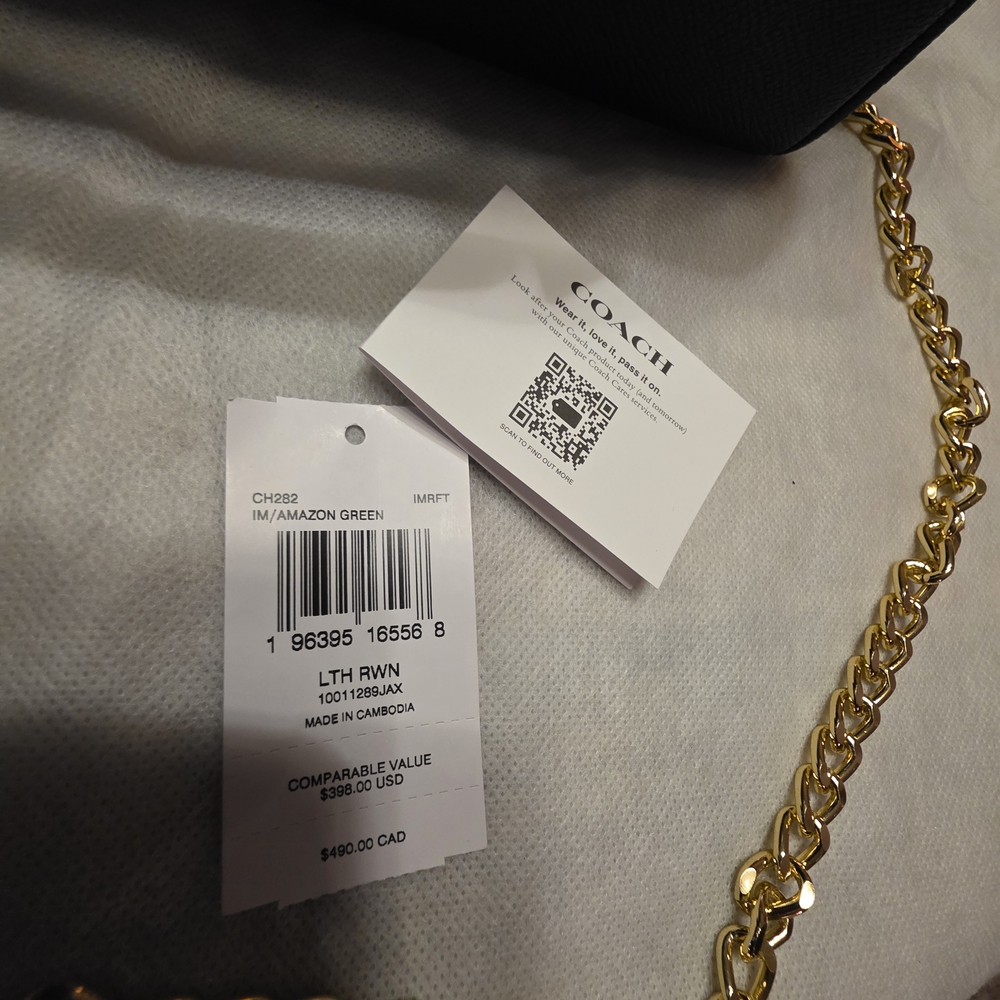 COACH
Wear it, love it, pass it on.
Look after your Coach product today (and tomorrow)
with our unique Coach Cares services.
SCAN TO FIND OUT MORE
CH282 IMRFT
IM/AMAZON GREEN
1 96395 16556 8
LTH RWN
10011289JAX
MADE IN CAMBODIA
COMPARABLE VALUE
$398.00 USD
$490.00 CAD